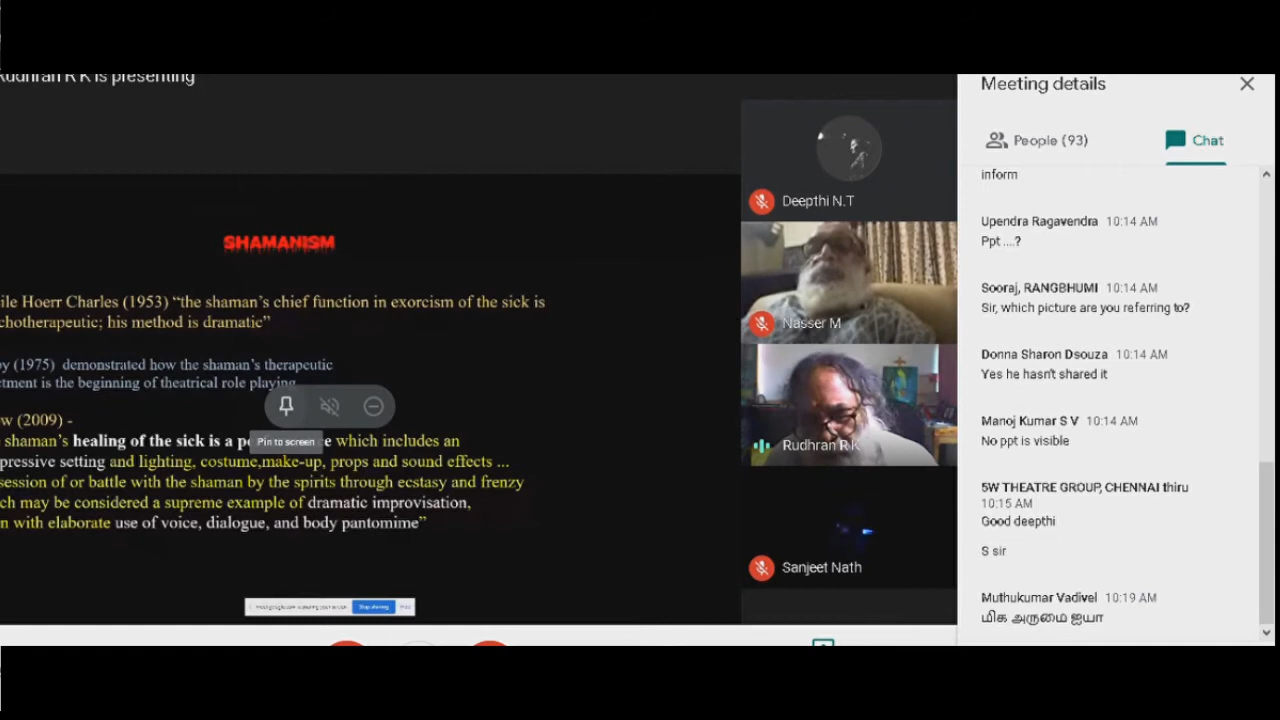 Rudhran R K is presenting
SHAMANISM
ile Hoerr Charles (1953) “the shaman’s chief function in exorcism of the sick is
chotherapeutic; his method is dramatic”
by (1975) demonstrated how the shaman’s therapeutic
ctment is the beginning of theatrical role playing.
w (2009) -
shaman’s healing of the sick is a pe e which includes an
pressive setting and lighting, costume,make-up, props and sound effects ...
session of or battle with the shaman by the spirits through ecstasy and frenzy
ch may be considered a supreme example of dramatic improvisation,
n with elaborate use of voice, dialogue, and body pantomime”
Pin to screen
Stop sharing
Hide
Deepthi N.T
Nasser M
Rudhran R K
Sanjeet Nath
Meeting details
People (93)
Chat
inform
Upendra Ragavendra 10:14 AM
Ppt ....?
Sooraj, RANGBHUMI 10:14 AM
Sir, which picture are you referring to?
Donna Sharon Dsouza 10:14 AM
Yes he hasn't shared it
Manoj Kumar S V 10:14 AM
No ppt is visible
5W THEATRE GROUP, CHENNAI thiru
10:15 AM
Good deepthi
S sir
Muthukumar Vadivel 10:19 AM
மிக அருமை ஐயா